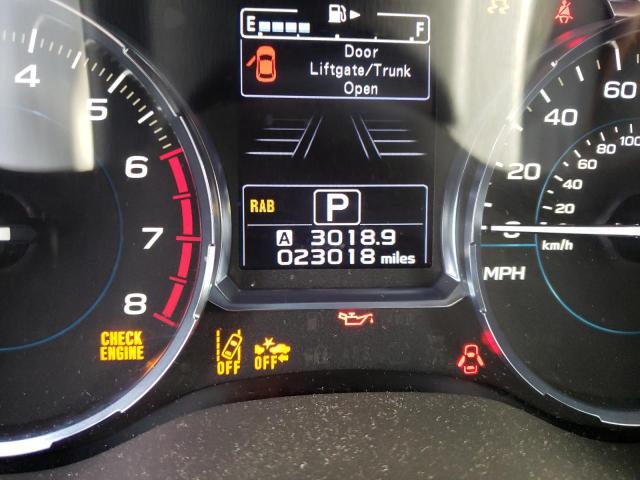 E F
Door
Liftgate/Trunk
Open
4
5
6
7
8
60
40
20
0
100
80
60
40
20
km/h
MPH
RAB
P
A 3018.9
023018 miles
CHECK
ENGINE
OFF
OFF